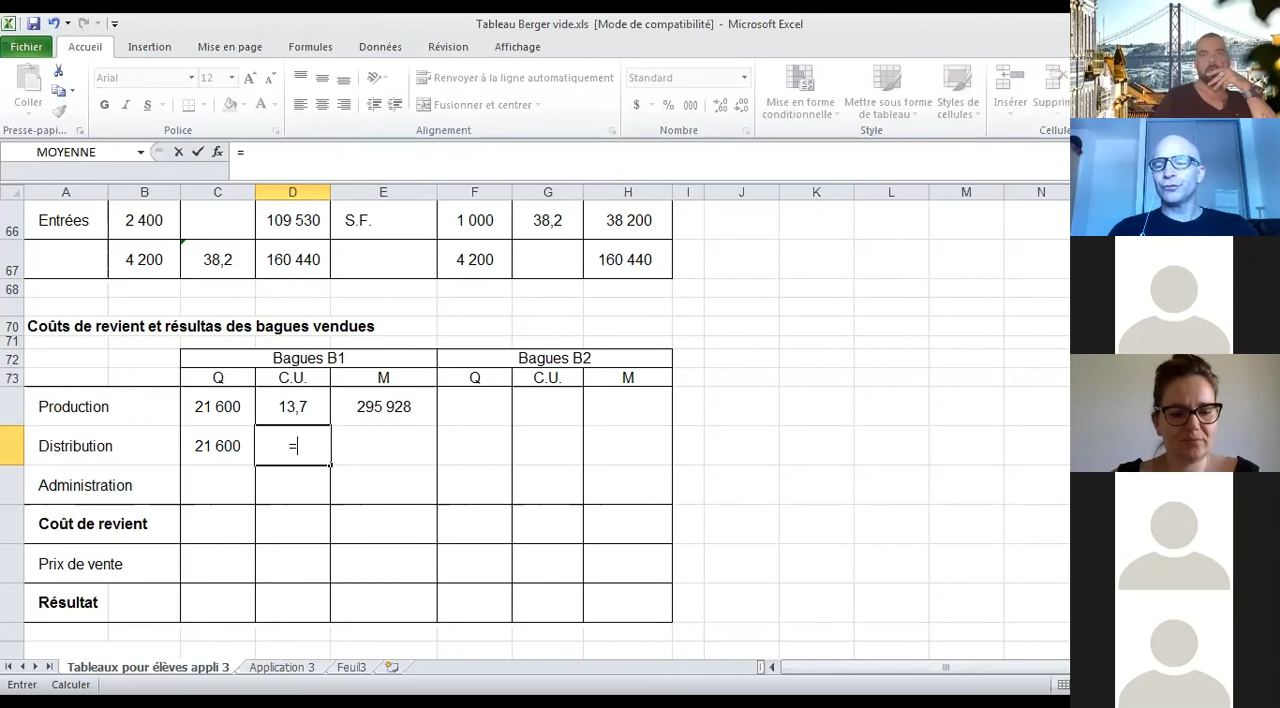 Tableau Berger vide.xls [Mode de compatibilité] - Microsoft Excel
Fichier Accueil Insertion Mise en page Formules Données Révision Affichage
Coller
Arial 12
Renvoyer à la ligne automatiquement
Standard
G I S
Fusionner et centrer
$ % 000
Mise en forme conditionnelle
Mettre sous forme de tableau
Styles de cellules
Insérer
Supprim
Presse-papi... Police Alignement Nombre Style Cellule
MOYENNE fx =
A B C D E F G H I J K L M N
66 Entrées 2 400 109 530 S.F. 1 000 38,2 38 200
67 4 200 38,2 160 440 4 200 160 440
68
70 Coûts de revient et résultas des bagues vendues
71
72 Bagues B1 Bagues B2
73 Q C.U. M Q C.U. M
Production 21 600 13,7 295 928
Distribution 21 600 =
Administration
Coût de revient
Prix de vente
Résultat
Tableaux pour élèves appli 3 Application 3 Feuil3
Entrer Calculer